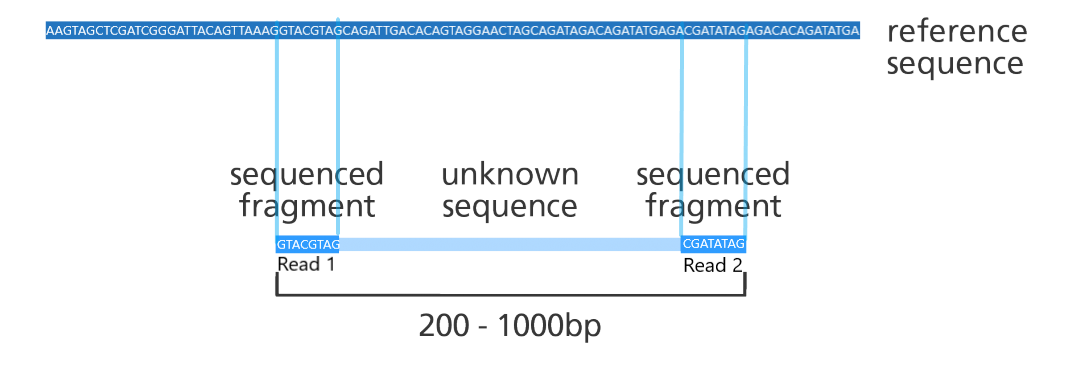 AAGTAGCTCGATCGGGATTACAGTTAAAGGTACGTAGCAGATTGACACAGTAGGAACTAGCAGATAGACAGATATGAGACGATATAGAGACACAGATATGA
reference
sequence
sequenced
fragment
unknown
sequence
sequenced
fragment
GTACGTAG
CGATATAG
Read 1
Read 2
200 - 1000bp